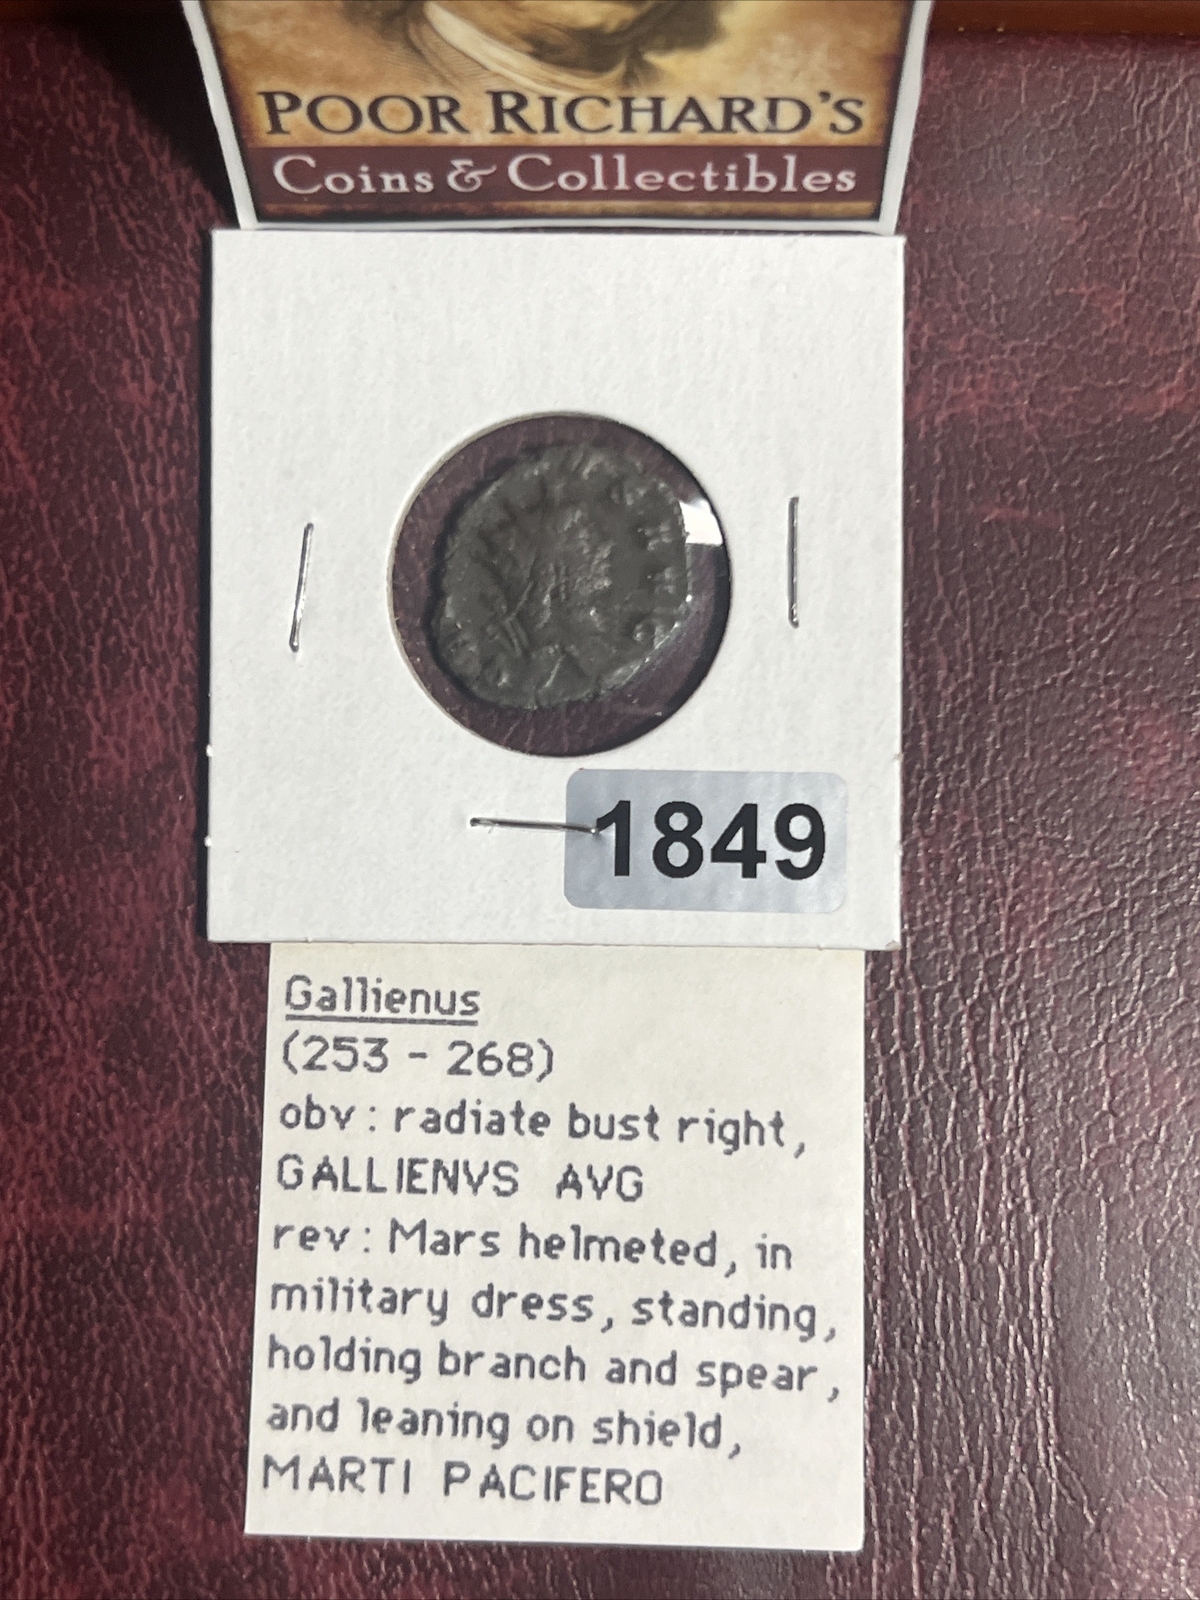 POOR RICHARD'S
Coins & Collectibles
1849
Gallienus
(253 - 268)
obv: radiate bust right,
GALLIENVS AVG
rev: Mars helmeted, in
military dress, standing,
holding branch and spear,
and leaning on shield,
MARTI PACIFERO